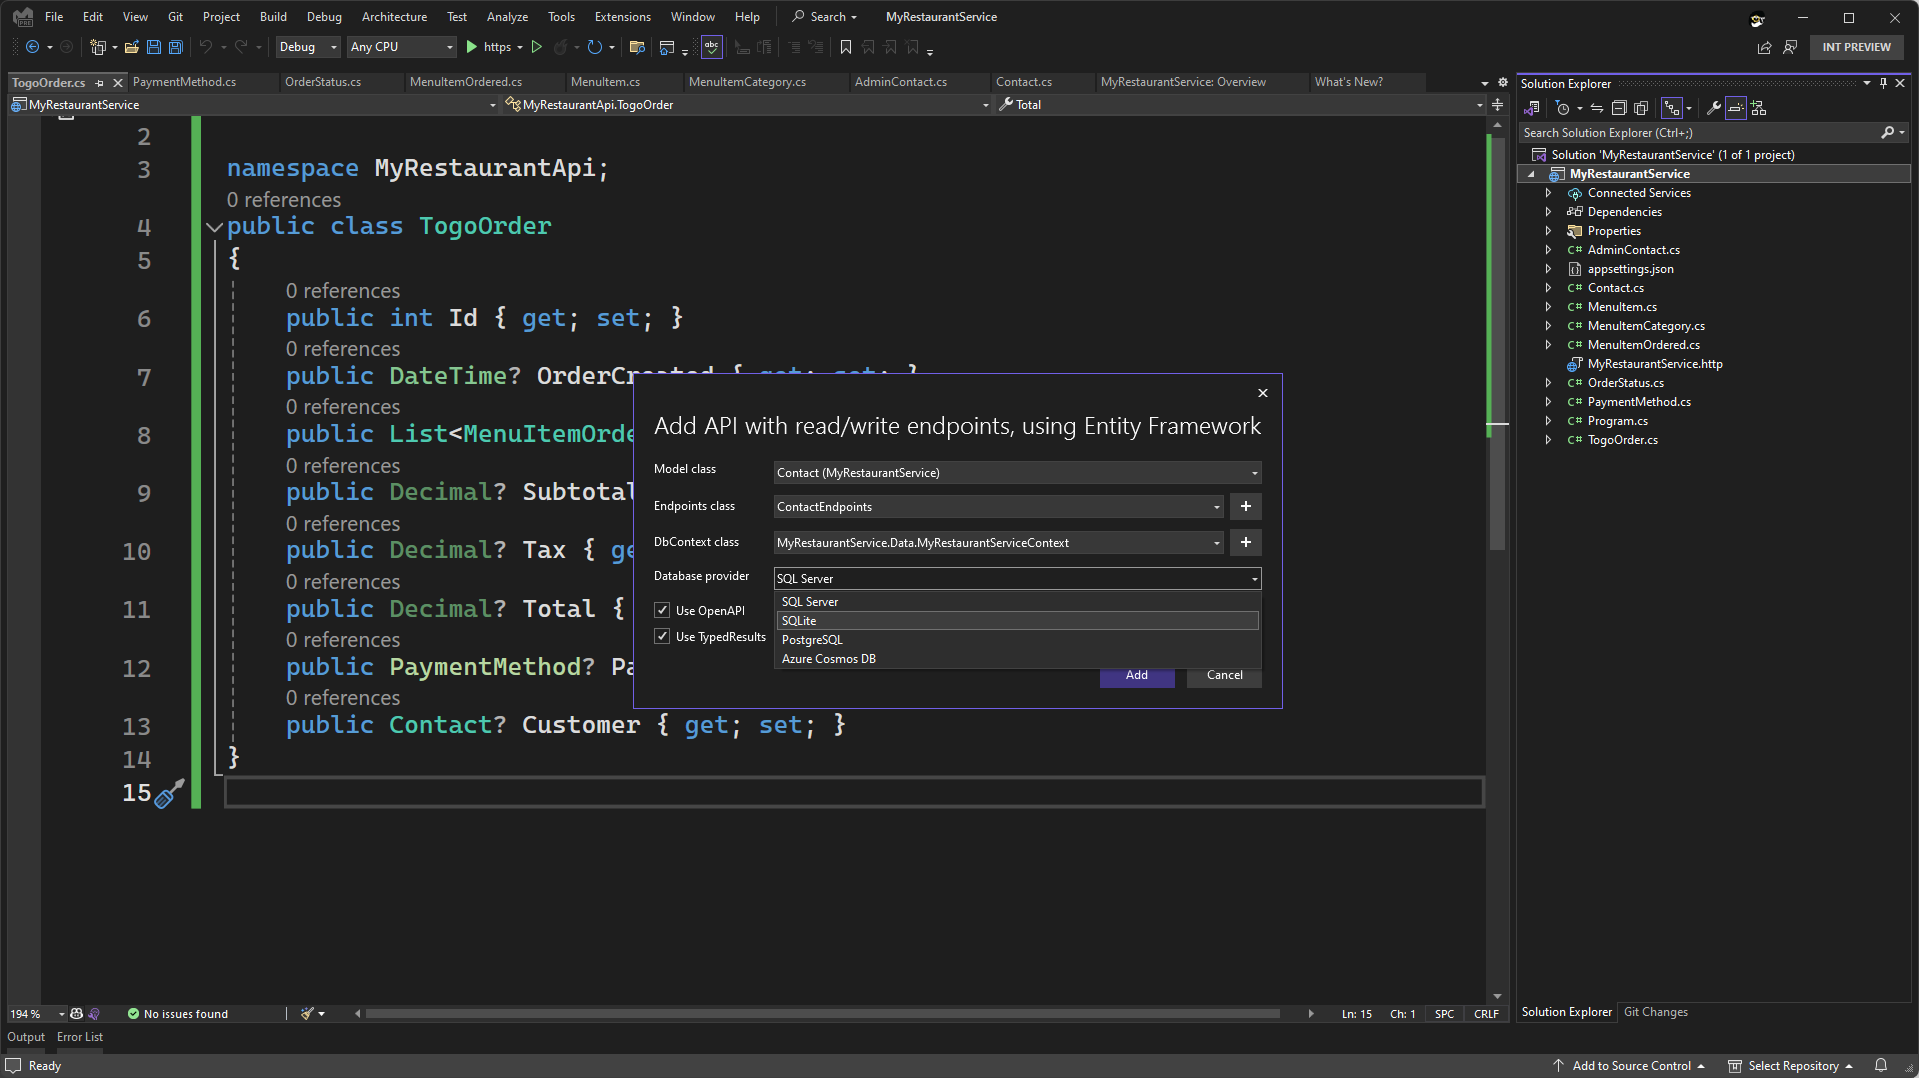 File Edit View Git Project Build Debug Architecture Test Analyze Tools Extensions Window Help Search MyRestaurantService
Debug Any CPU https INT PREVIEW
TogoOrder.cs PaymentMethod.cs OrderStatus.cs MenuItemOrdered.cs MenuItem.cs MenuItemCategory.cs AdminContact.cs Contact.cs MyRestaurantService: Overview What's New?
MyRestaurantService MyRestaurantApi.TogoOrder Total
2
3 namespace MyRestaurantApi;
0 references
4 public class TogoOrder
5 {
0 references
6 public int Id { get; set; }
0 references
7 public DateTime? OrderCreated { get; set; }
0 references
8 public List<MenuItemOrde
0 references
9 public Decimal? Subtotal
0 references
10 public Decimal? Tax { ge
0 references
11 public Decimal? Total {
0 references
12 public PaymentMethod? Pa
0 references
13 public Contact? Customer { get; set; }
14 }
15
Add API with read/write endpoints, using Entity Framework
Model class Contact (MyRestaurantService)
Endpoints class ContactEndpoints
DbContext class MyRestaurantService.Data.MyRestaurantServiceContext
Database provider SQL Server
SQL Server
SQLite
PostgreSQL
Azure Cosmos DB
Use OpenAPI
Use TypedResults
Add Cancel
Solution Explorer
Search Solution Explorer (Ctrl+;)
Solution 'MyRestaurantService' (1 of 1 project)
MyRestaurantService
Connected Services
Dependencies
Properties
C# AdminContact.cs
appsettings.json
C# Contact.cs
C# MenuItem.cs
C# MenuItemCategory.cs
C# MenuItemOrdered.cs
MyRestaurantService.http
C# OrderStatus.cs
C# PaymentMethod.cs
C# Program.cs
C# TogoOrder.cs
Solution Explorer Git Changes
194 % No issues found Ln: 15 Ch: 1 SPC CRLF
Output Error List
Ready Add to Source Control Select Repository